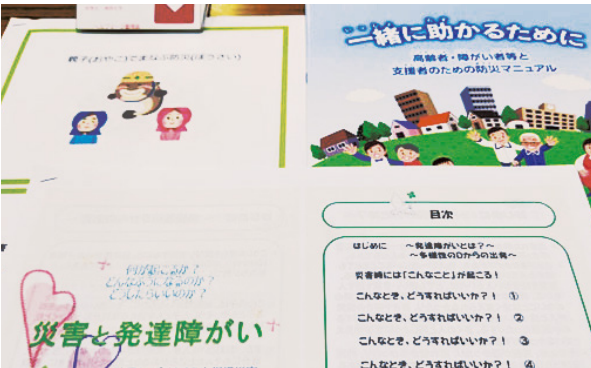 親子(おやこ)でまなぶ防災(ぼうさい)
一緒に助かるために
高齢者・障がい者等と
支援者のための防災マニュアル
何が起こるか?
どんなふうになるのか?
どうしたらいいのか?
災害と発達障がい
目次
はじめに ～発達障がいとは?～
～多様性の中からの出発～
災害時には「こんなこと」が起こる!
こんなとき、どうすればいいか?! ①
こんなとき、どうすればいいか?! ②
こんなとき、どうすればいいか?! ③
こんなとき、どうすればいいか?! ④